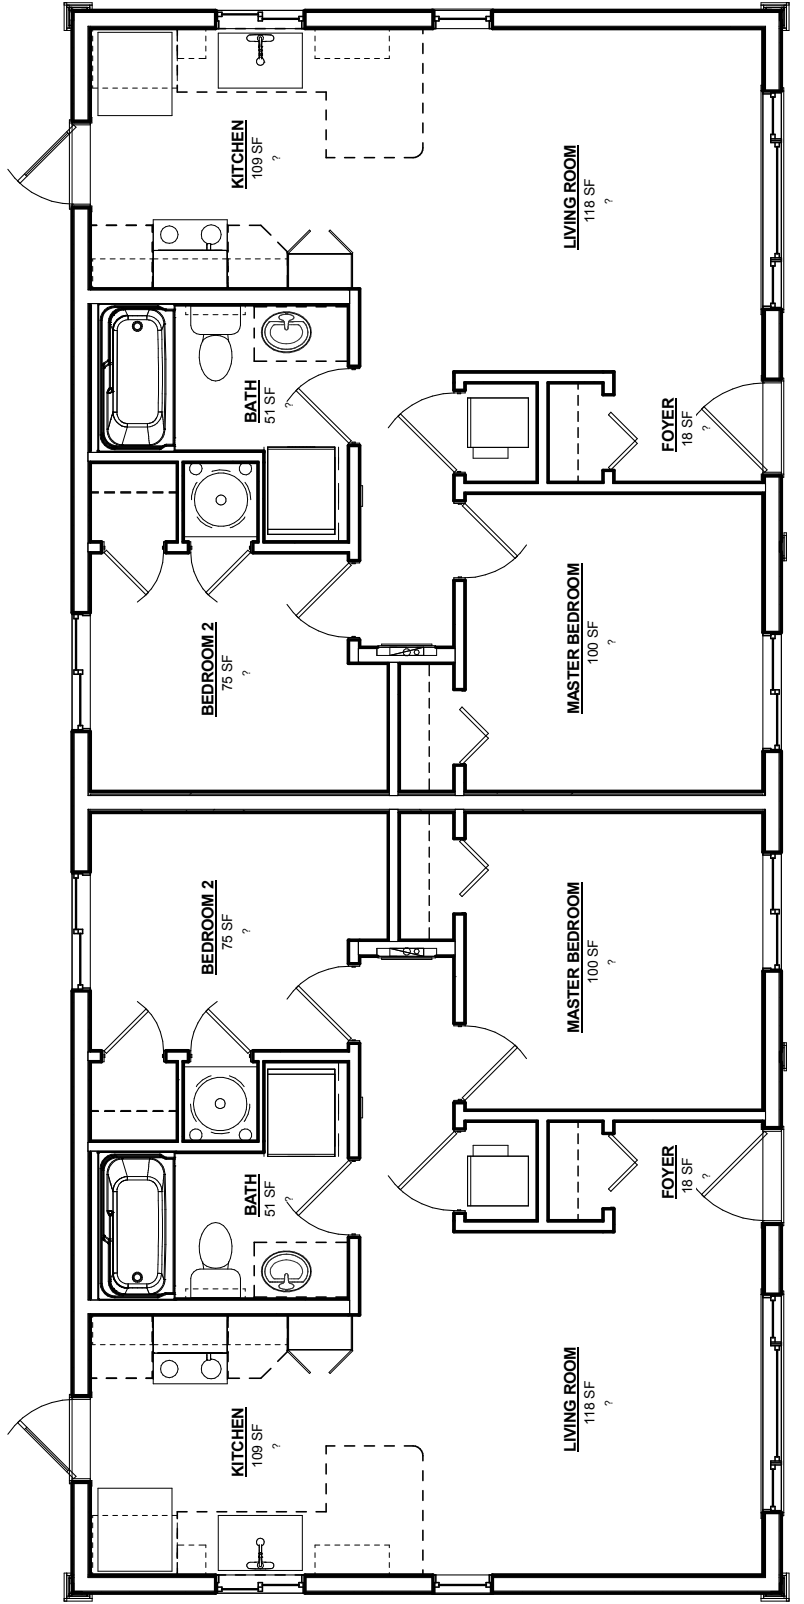 KITCHEN
109 SF
?
LIVING ROOM
118 SF
?
BATH
51 SF
?
FOYER
18 SF
?
BEDROOM 2
75 SF
?
MASTER BEDROOM
100 SF
?
BEDROOM 2
75 SF
?
MASTER BEDROOM
100 SF
?
BATH
51 SF
?
FOYER
18 SF
?
KITCHEN
109 SF
?
LIVING ROOM
118 SF
?